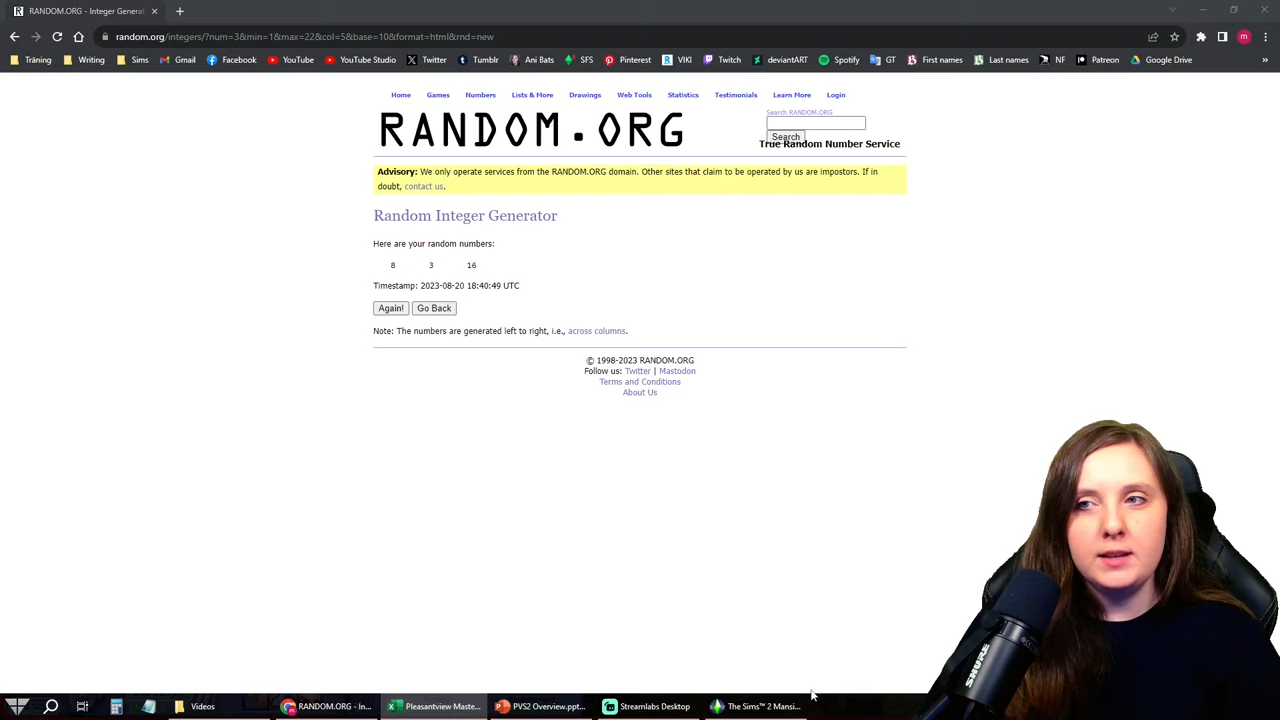 RANDOM.ORG - Integer Generat
random.org/integers/?num=3&min=1&max=22&col=5&base=10&format=html&rnd=new
Träning Writing Sims Gmail Facebook YouTube YouTube Studio Twitter Tumblr Ani Bats SFS Pinterest VIKI Twitch deviantART Spotify GT First names Last names NF Patreon Google Drive
Home Games Numbers Lists & More Drawings Web Tools Statistics Testimonials Learn More Login
RANDOM.ORG
Search RANDOM.ORG
Search
True Random Number Service
Advisory: We only operate services from the RANDOM.ORG domain. Other sites that claim to be operated by us are impostors. If in
doubt, contact us.
Random Integer Generator
Here are your random numbers:
8 3 16
Timestamp: 2023-08-20 18:40:49 UTC
Again! Go Back
Note: The numbers are generated left to right, i.e., across columns.
© 1998-2023 RANDOM.ORG
Follow us: Twitter | Mastodon
Terms and Conditions
About Us
SHURE
Videos RANDOM.ORG - In... Pleasantview Maste... PVS2 Overview.ppt... Streamlabs Desktop The Sims™ 2 Mansi...